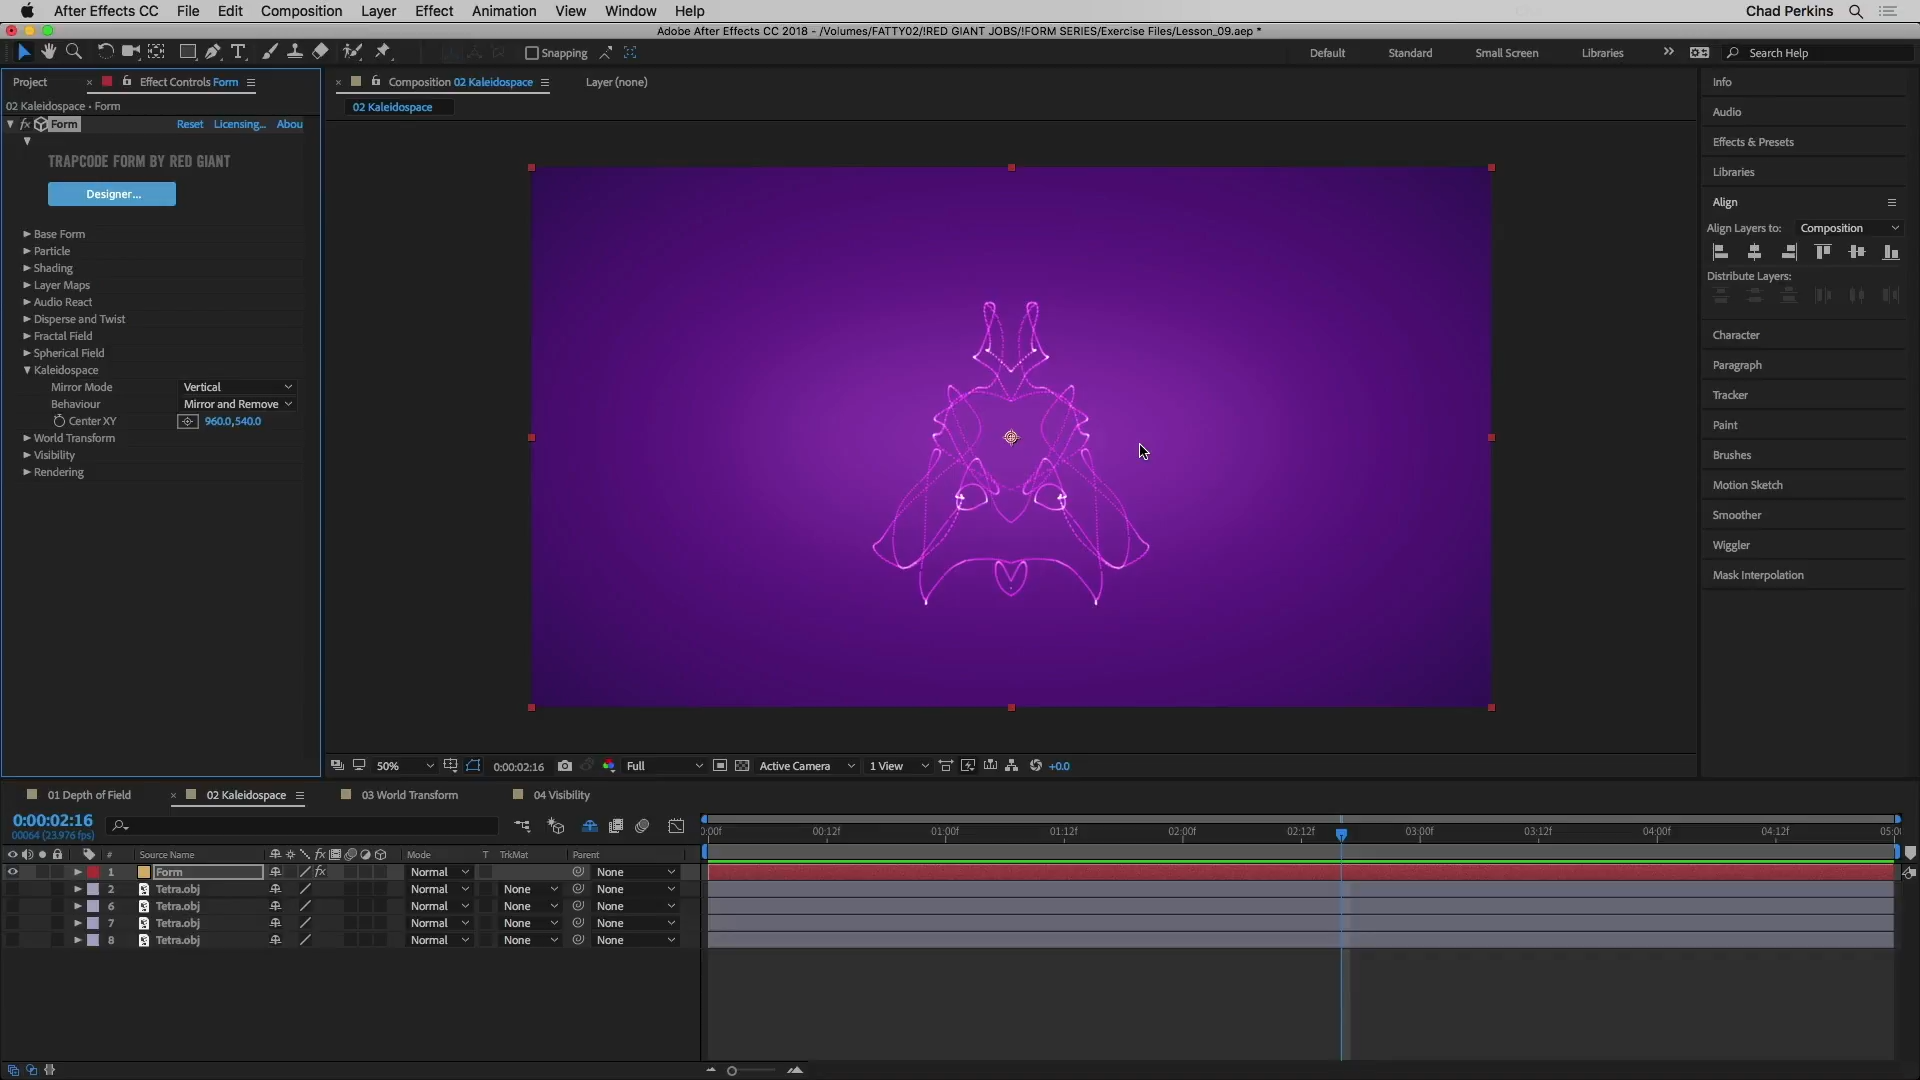 After Effects CC File Edit Composition Layer Effect Animation View Window Help Chad Perkins
Adobe After Effects CC 2018 - /Volumes/FATTY02/!RED GIANT JOBS/!FORM SERIES/Exercise Files/Lesson_09.aep *
Snapping Default Standard Small Screen Libraries Search Help
Project Effect Controls Form
02 Kaleidospace • Form
fx Form Reset Licensing... Abou
TRAPCODE FORM BY RED GIANT
Designer...
Base Form
Particle
Shading
Layer Maps
Audio React
Disperse and Twist
Fractal Field
Spherical Field
Kaleidospace
Mirror Mode Vertical
Behaviour Mirror and Remove
Center XY 960.0,540.0
World Transform
Visibility
Rendering
Composition 02 Kaleidospace Layer (none)
02 Kaleidospace
50% 0:00:02:16 Full Active Camera 1 View +0.0
Info
Audio
Effects & Presets
Libraries
Align
Align Layers to: Composition
Distribute Layers:
Character
Paragraph
Tracker
Paint
Brushes
Motion Sketch
Smoother
Wiggler
Mask Interpolation
01 Depth of Field 02 Kaleidospace 03 World Transform 04 Visibility
0:00:02:16
00064 (23.976 fps)
0:00f 00:12f 01:00f 01:12f 02:00f 02:12f 03:00f 03:12f 04:00f 04:12f 05:0
# Source Name fx Mode T TrkMat Parent
1 Form fx Normal None
2 Tetra.obj Normal None None
6 Tetra.obj Normal None None
7 Tetra.obj Normal None None
8 Tetra.obj Normal None None